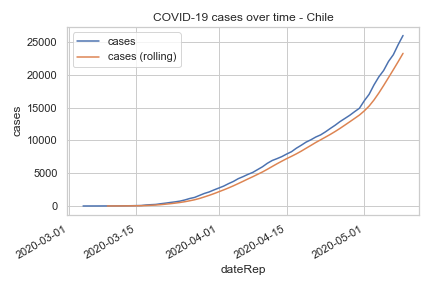 COVID-19 cases over time - Chile
cases
cases (rolling)
25000
20000
15000
10000
5000
0
cases
2020-03-01
2020-03-15
2020-04-01
2020-04-15
2020-05-01
dateRep